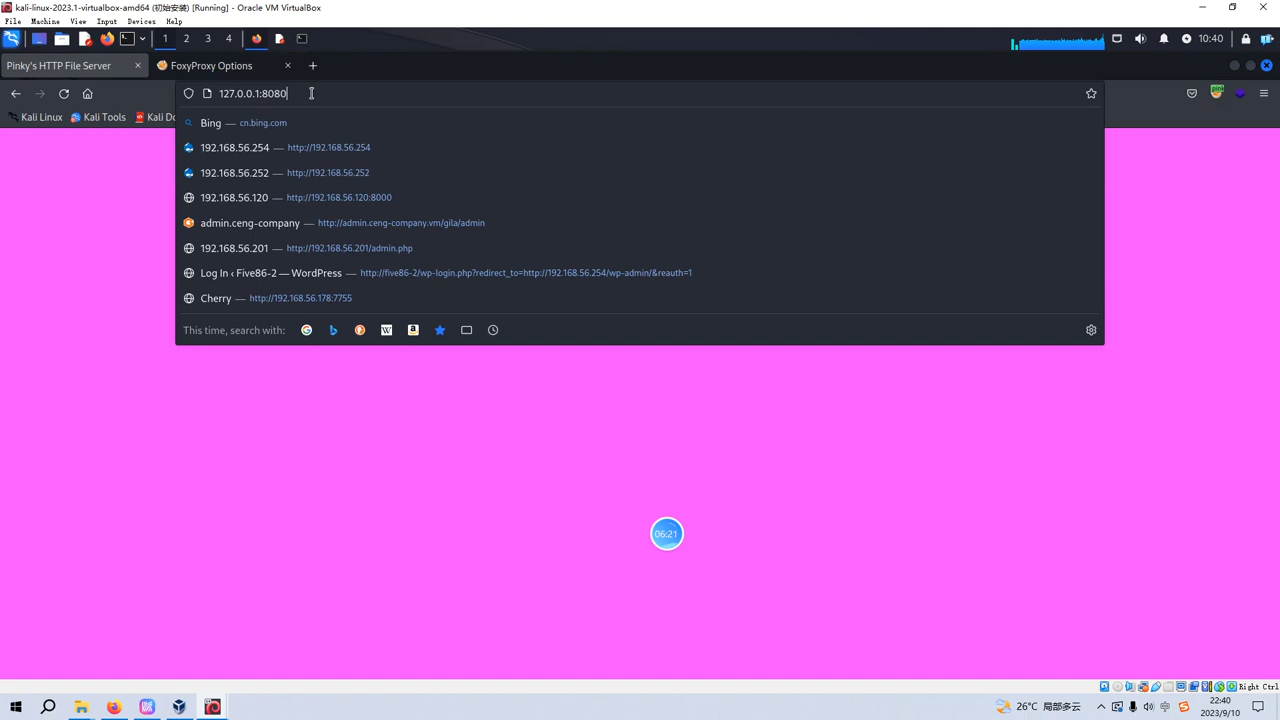 kali-linux-2023.1-virtualbox-amd64 (初始安装) [Running] - Oracle VM VirtualBox
File Machine View Input Devices Help
1 2 3 4 10:40
Pinky's HTTP File Server FoxyProxy Options
127.0.0.1:8080
Kali Linux Kali Tools Kali Do
Bing — cn.bing.com
192.168.56.254 — http://192.168.56.254
192.168.56.252 — http://192.168.56.252
192.168.56.120 — http://192.168.56.120:8000
admin.ceng-company — http://admin.ceng-company.vm/gila/admin
192.168.56.201 — http://192.168.56.201/admin.php
Log In ‹ Five86-2 — WordPress — http://five86-2/wp-login.php?redirect_to=http://192.168.56.254/wp-admin/&reauth=1
Cherry — http://192.168.56.178:7755
This time, search with:
06:21
Right Ctrl
26°C 局部多云 中 22:40
2023/9/10